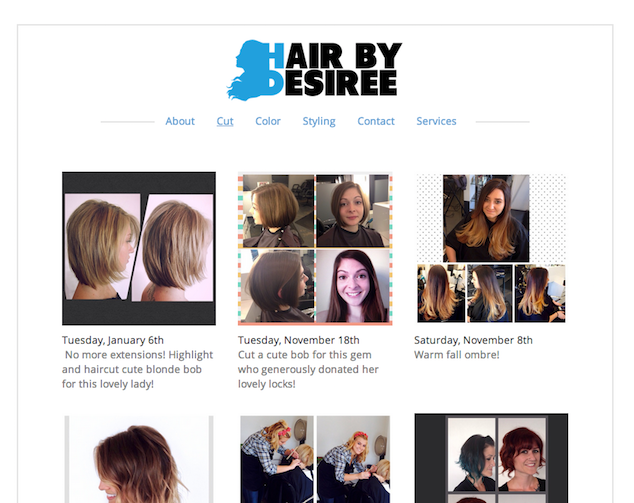 HAIR BY
DESIREE
About Cut Color Styling Contact Services
Tuesday, January 6th
No more extensions! Highlight
and haircut cute blonde bob
for this lovely lady!
Tuesday, November 18th
Cut a cute bob for this gem
who generously donated her
lovely locks!
Saturday, November 8th
Warm fall ombre!